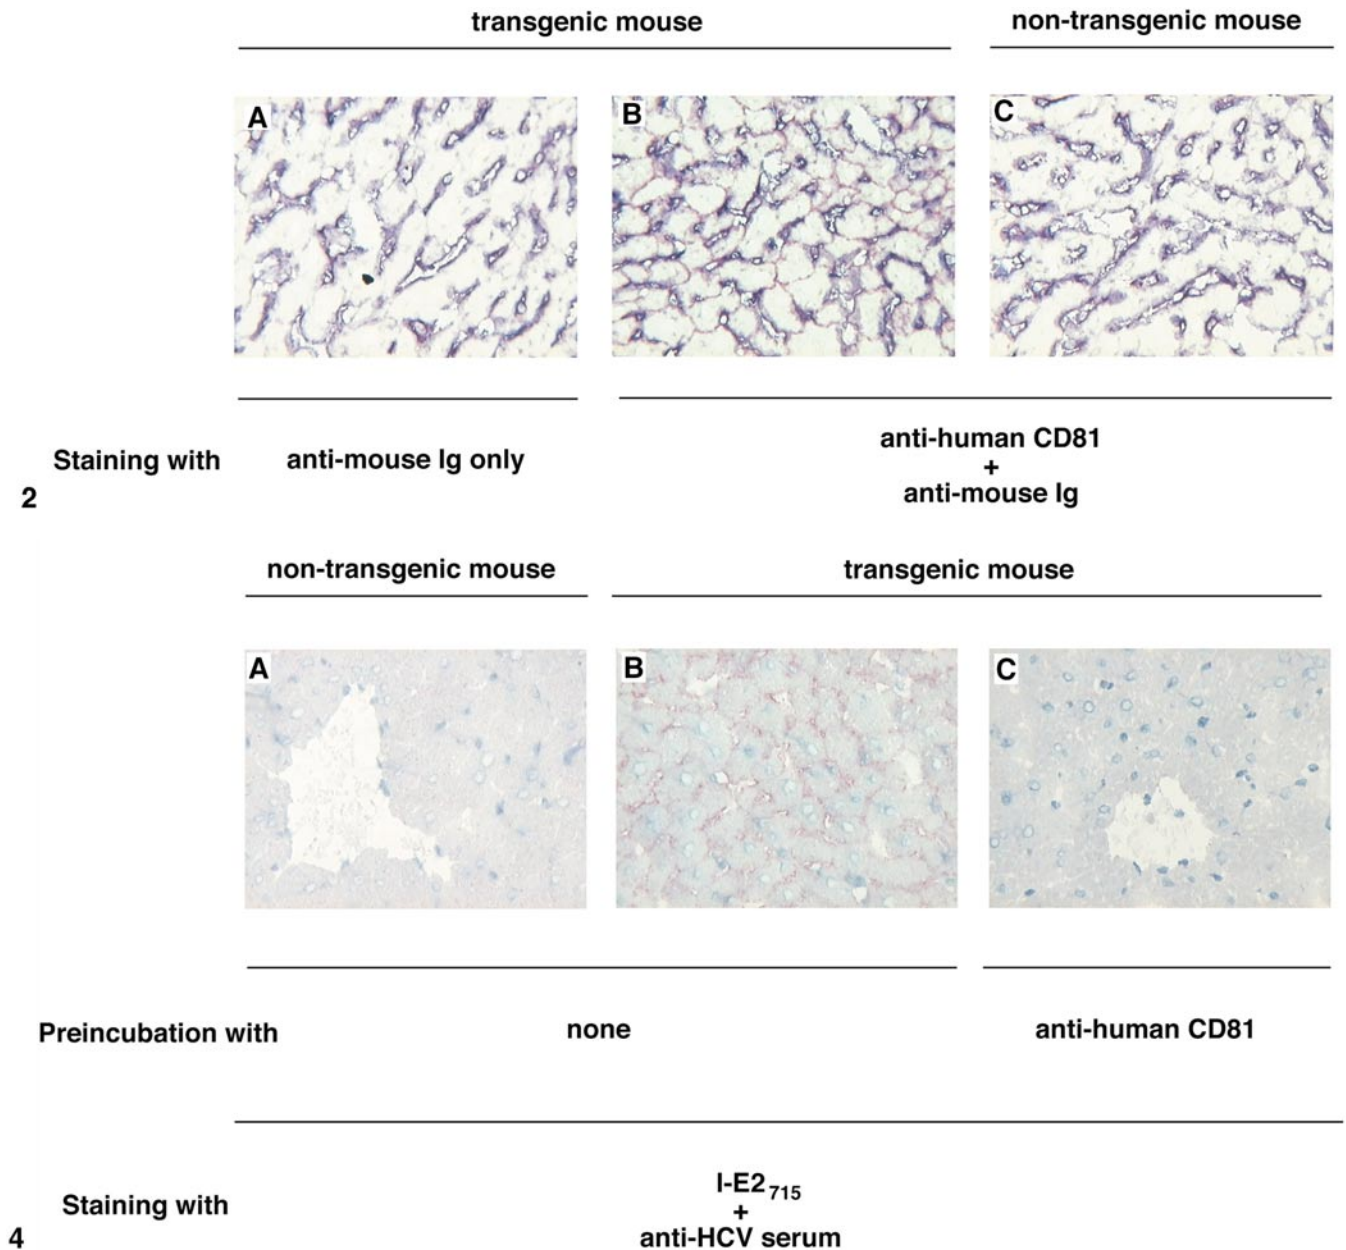 transgenic mouse
non-transgenic mouse
A
B
C
Staining with
anti-mouse Ig only
anti-human CD81
+
anti-mouse Ig
2
non-transgenic mouse
transgenic mouse
A
B
C
Preincubation with
none
anti-human CD81
Staining with
I-E2 715
+
anti-HCV serum
4